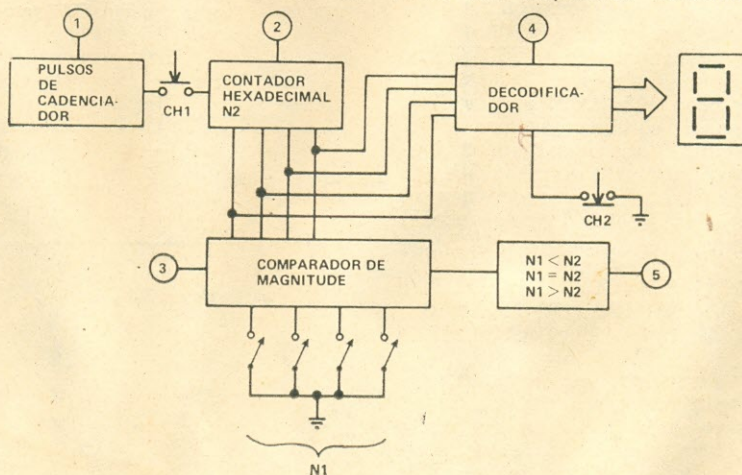 1
PULSOS
DE
CADENCIA-
DOR
CH1
2
CONTADOR
HEXADECIMAL
N2
4
DECODIFICA-
DOR
CH2
3
COMPARADOR DE
MAGNITUDE
N1 < N2
N1 = N2
N1 > N2
5
N1